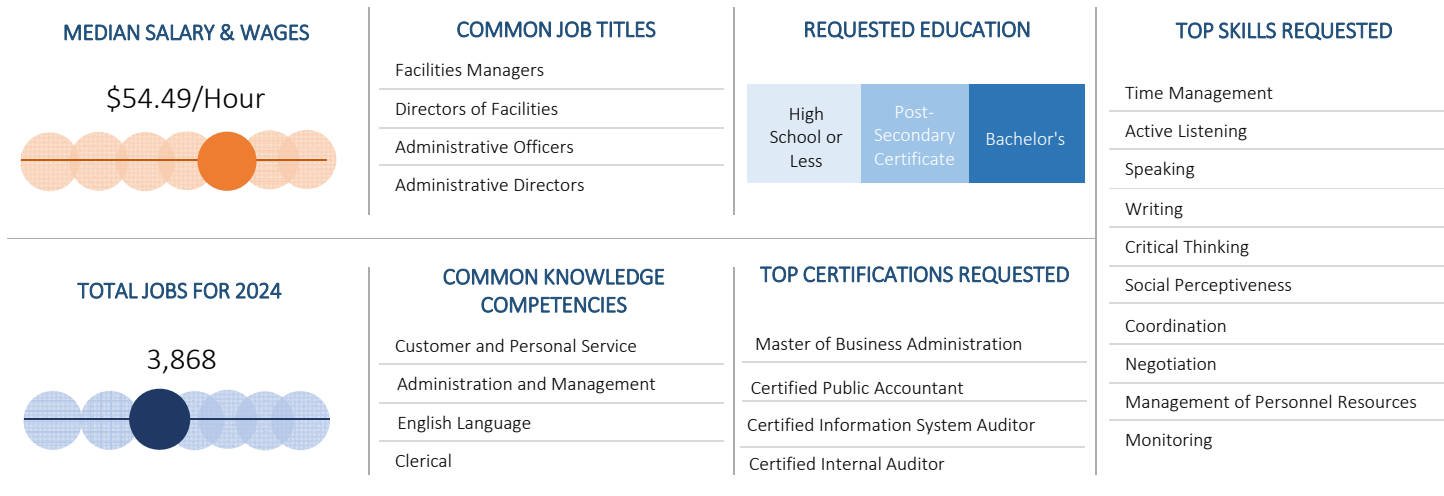 MEDIAN SALARY & WAGES
$54.49/Hour
COMMON JOB TITLES
Facilities Managers
Directors of Facilities
Administrative Officers
Administrative Directors
REQUESTED EDUCATION
High
School or
Less
Post-
Secondary
Certificate
Bachelor's
TOP SKILLS REQUESTED
Time Management
Active Listening
Speaking
Writing
Critical Thinking
Social Perceptiveness
Coordination
Negotiation
Management of Personnel Resources
Monitoring
TOTAL JOBS FOR 2024
3,868
COMMON KNOWLEDGE
COMPETENCIES
Customer and Personal Service
Administration and Management
English Language
Clerical
TOP CERTIFICATIONS REQUESTED
Master of Business Administration
Certified Public Accountant
Certified Information System Auditor
Certified Internal Auditor